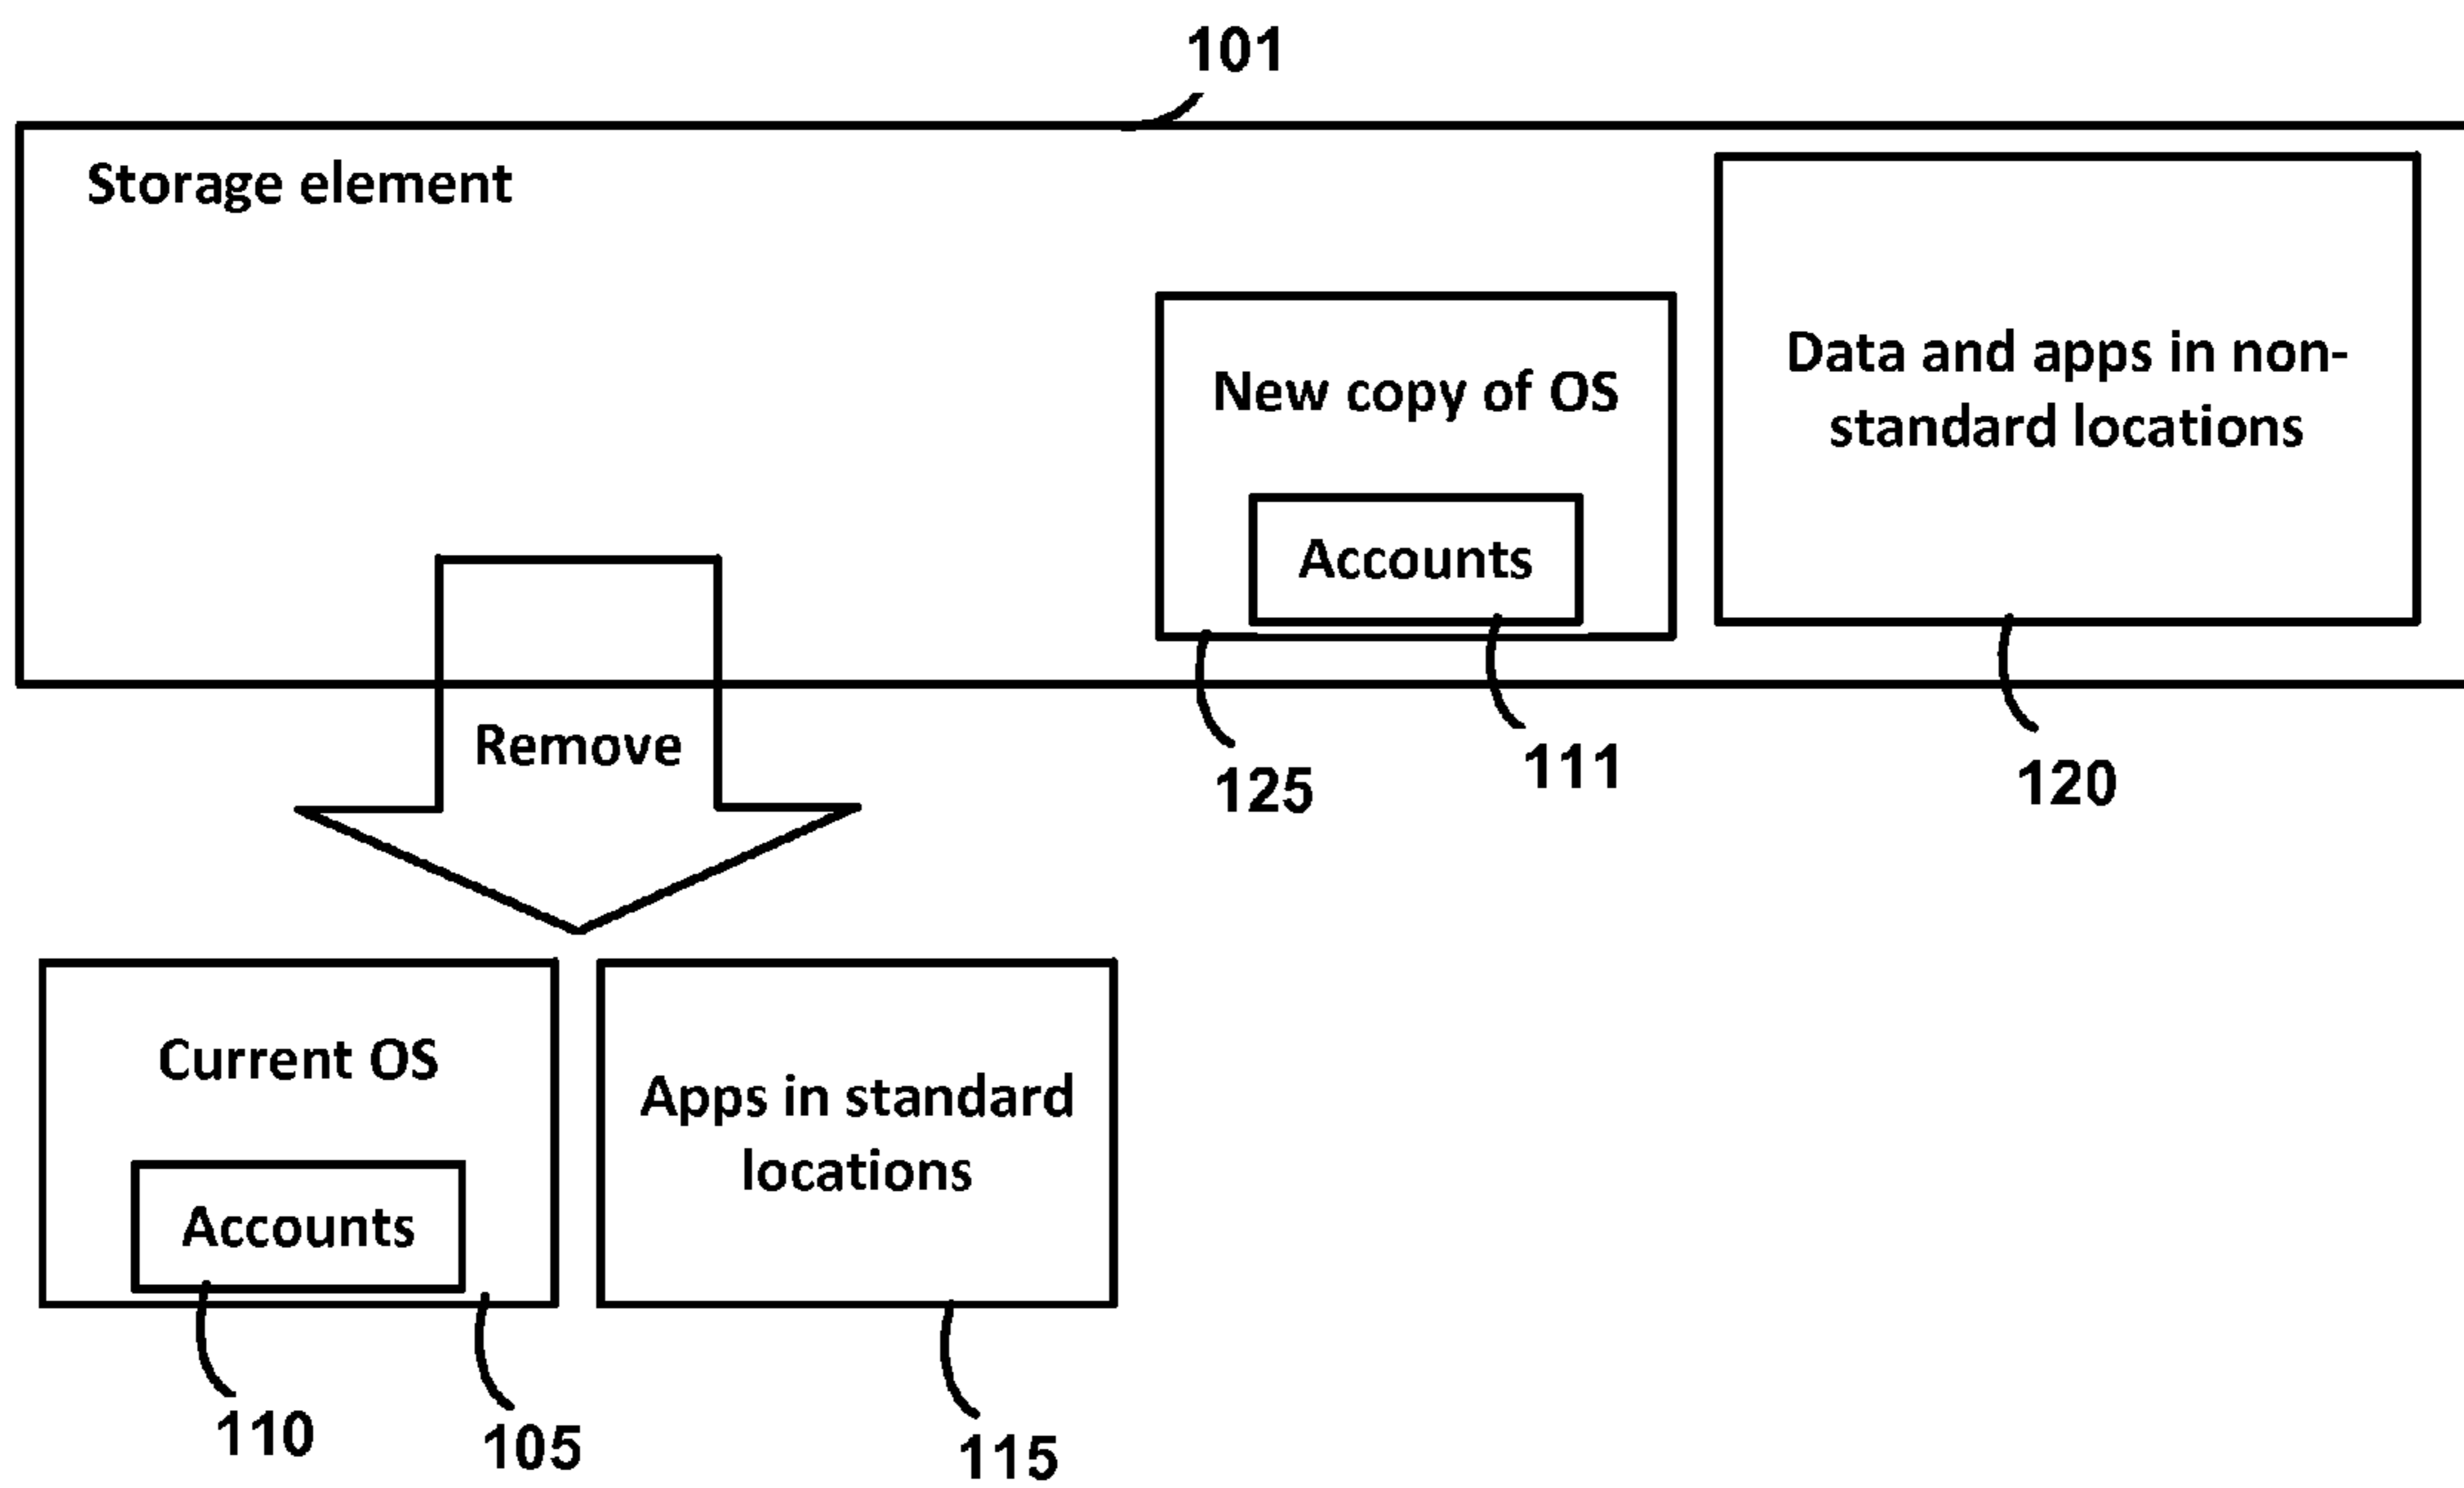 101
Storage element
Data and apps in non-
standard locations
New copy of OS
Accounts
Remove
125
111
120
Current OS
Accounts
Apps in standard
locations
110
105
115